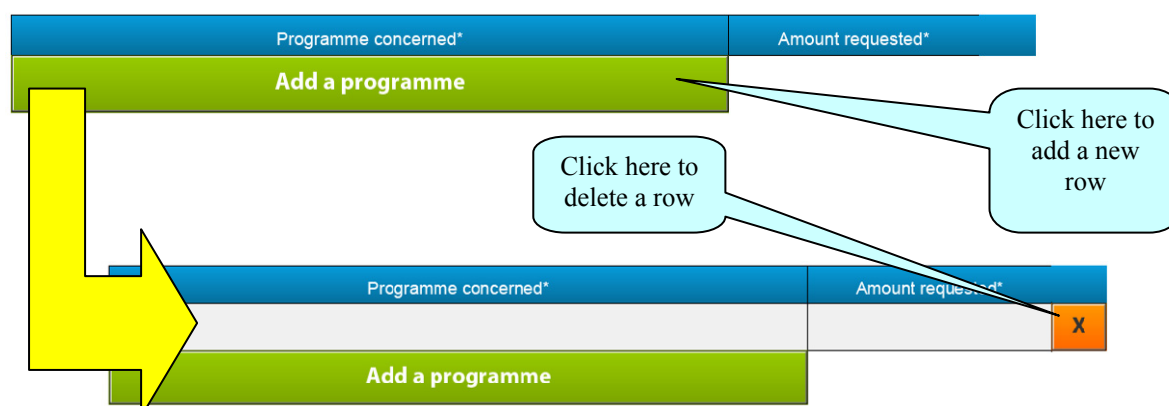 Programme concerned* Amount requested*
Add a programme
Click here to
add a new
row
Click here to
delete a row
Programme concerned* Amount requested*
X
Add a programme